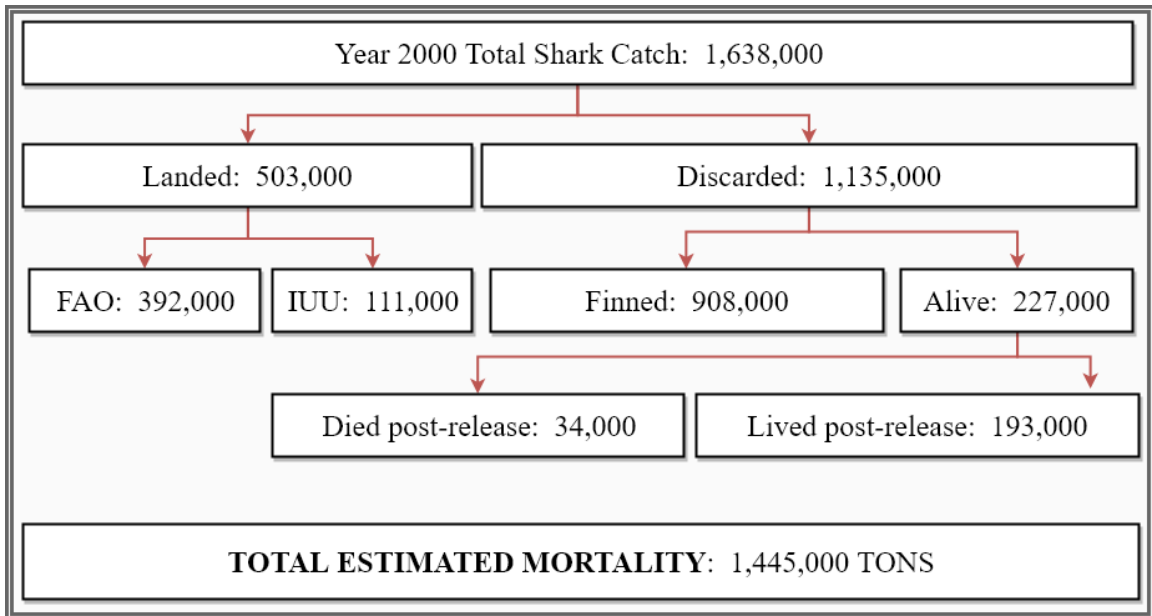 Year 2000 Total Shark Catch: 1,638,000
Landed: 503,000
Discarded: 1,135,000
FAO: 392,000
IUU: 111,000
Finned: 908,000
Alive: 227,000
Died post-release: 34,000
Lived post-release: 193,000
TOTAL ESTIMATED MORTALITY: 1,445,000 TONS